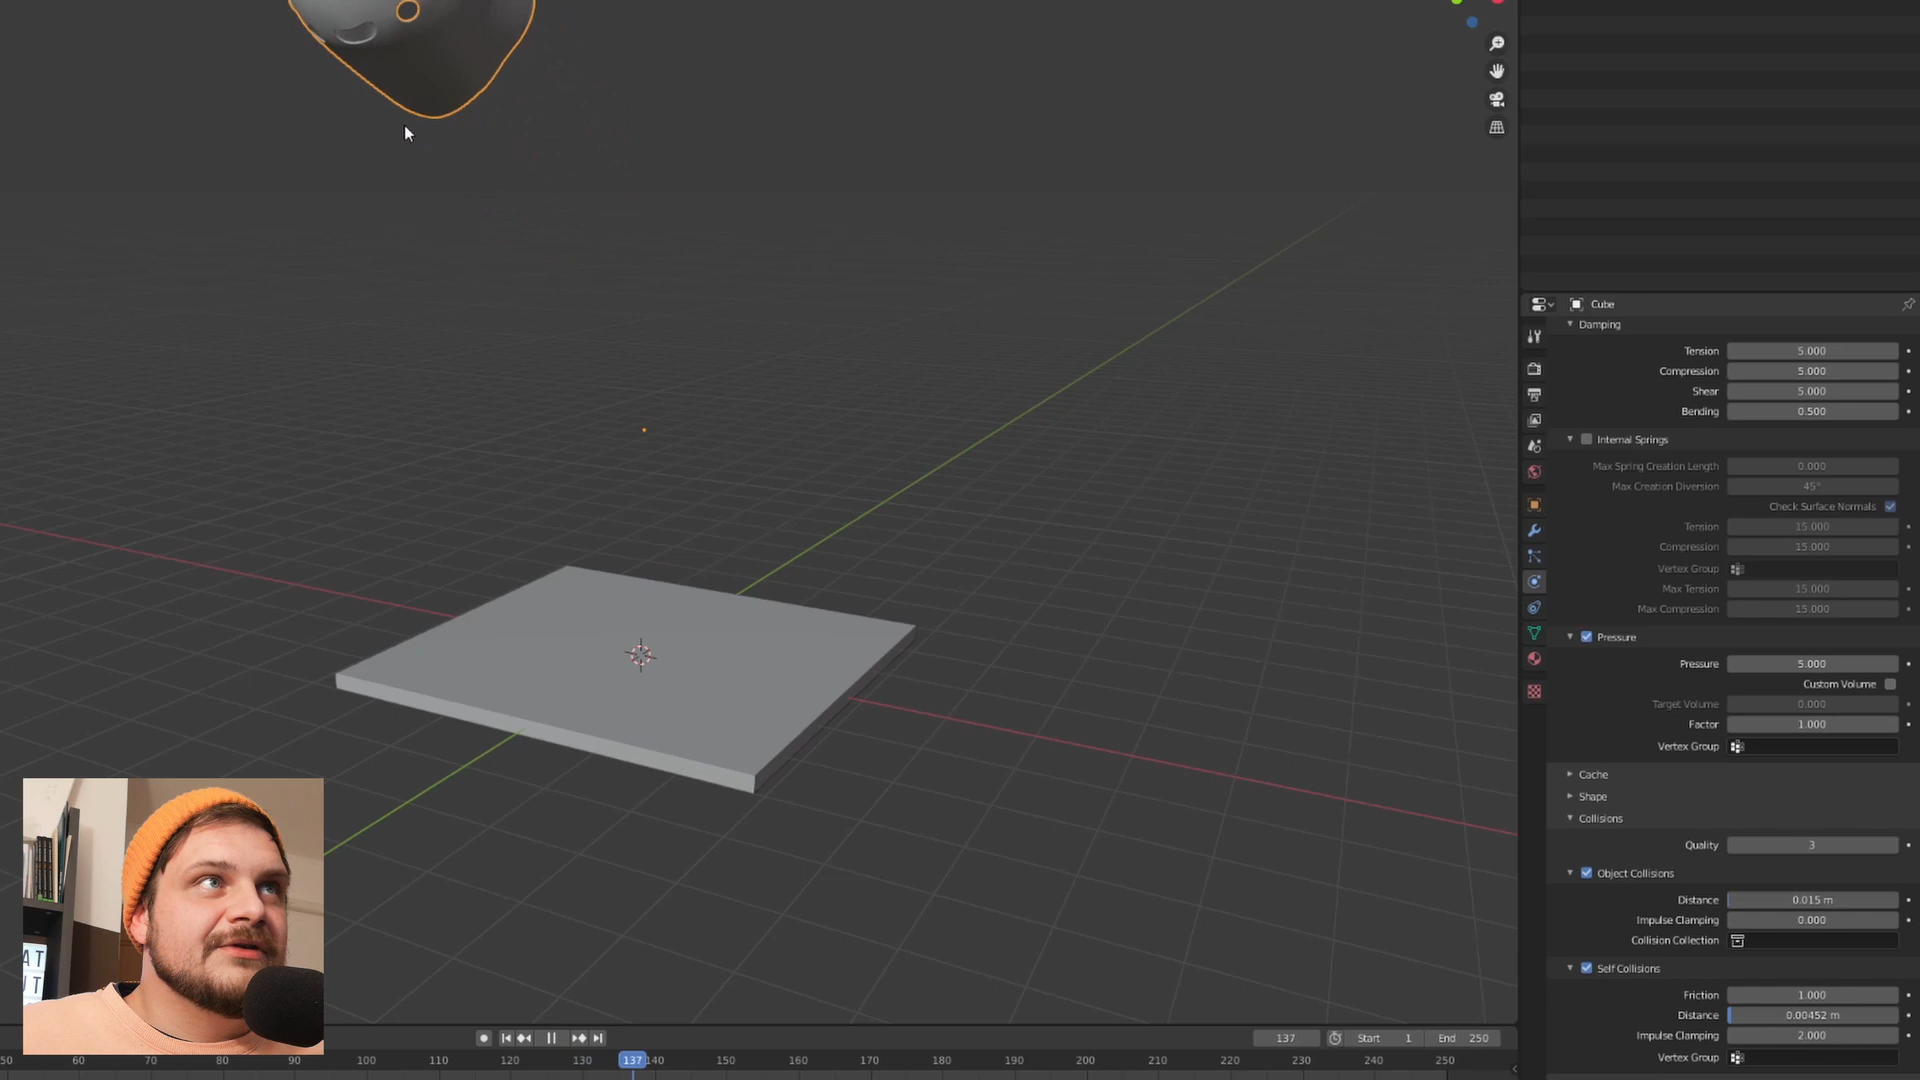 Cube
Damping
Tension 5.000
Compression 5.000
Shear 5.000
Bending 0.500
Internal Springs
Max Spring Creation Length 0.000
Max Creation Diversion 45°
Check Surface Normals
Tension 15.000
Compression 15.000
Vertex Group
Max Tension 15.000
Max Compression 15.000
Pressure
Pressure 5.000
Custom Volume
Target Volume 0.000
Factor 1.000
Vertex Group
Cache
Shape
Collisions
Quality 3
Object Collisions
Distance 0.015 m
Impulse Clamping 0.000
Collision Collection
Self Collisions
Friction 1.000
Distance 0.00452 m
Impulse Clamping 2.000
Vertex Group
AT
UT
137 Start 1 End 250
50 60 70 80 90 100 110 120 130 137 140 150 160 170 180 190 200 210 220 230 240 250